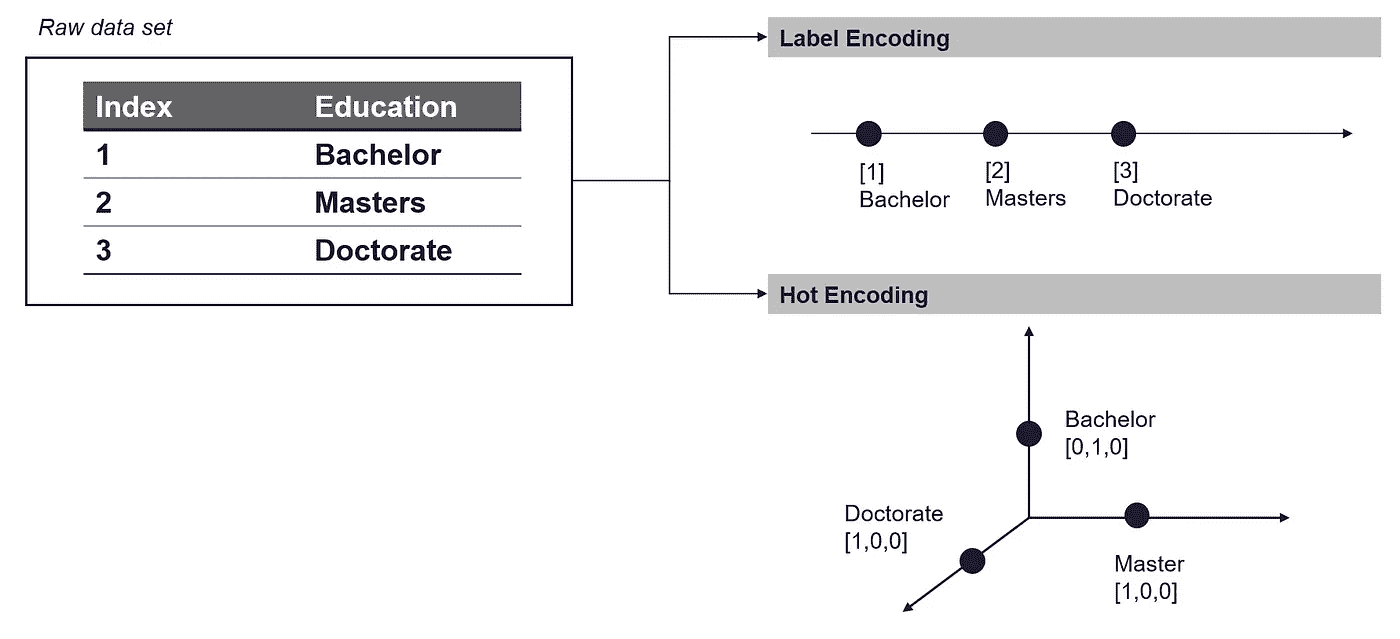 Raw data set
Index Education
1 Bachelor
2 Masters
3 Doctorate
Label Encoding
[1] [2] [3]
Bachelor Masters Doctorate
Hot Encoding
Bachelor
[0,1,0]
Doctorate
[1,0,0]
Master
[1,0,0]